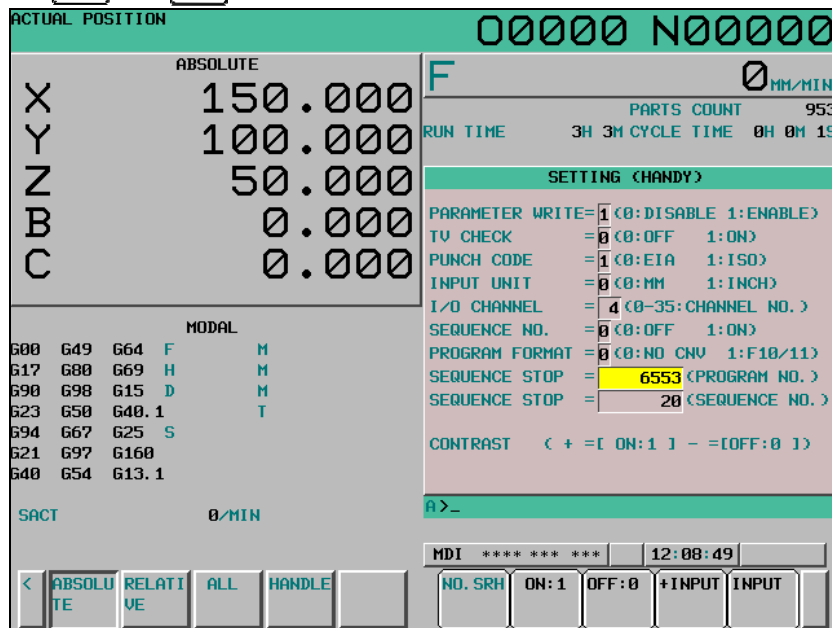 ACTUAL POSITION
O0000 N00000
ABSOLUTE
X 150.000
Y 100.000
Z 50.000
B 0.000
C 0.000
F 0 MM/MIN
PARTS COUNT 953
RUN TIME 3H 3M CYCLE TIME 0H 0M 19
SETTING (HANDY)
PARAMETER WRITE= 1 (0:DISABLE 1:ENABLE)
TV CHECK = 0 (0:OFF 1:ON)
PUNCH CODE = 1 (0:EIA 1:ISO)
INPUT UNIT = 0 (0:MM 1:INCH)
I/O CHANNEL = 4 (0-35:CHANNEL NO.)
SEQUENCE NO. = 0 (0:OFF 1:ON)
PROGRAM FORMAT = 0 (0:NO CNV 1:F10/11)
SEQUENCE STOP = 6553 (PROGRAM NO.)
SEQUENCE STOP = 20 (SEQUENCE NO.)
CONTRAST ( + =[ ON:1 ] - =[OFF:0 ])
MODAL
G00 G49 G64 F M
G17 G80 G69 H M
G90 G98 G15 D M
G23 G50 G40.1 T
G94 G67 G25 S
G21 G97 G160
G40 G54 G13.1
SACT 0/MIN
A>_
MDI **** *** *** 12:08:49
< ABSOLUTE RELATIVE ALL HANDLE
NO.SRH ON:1 OFF:0 +INPUT INPUT